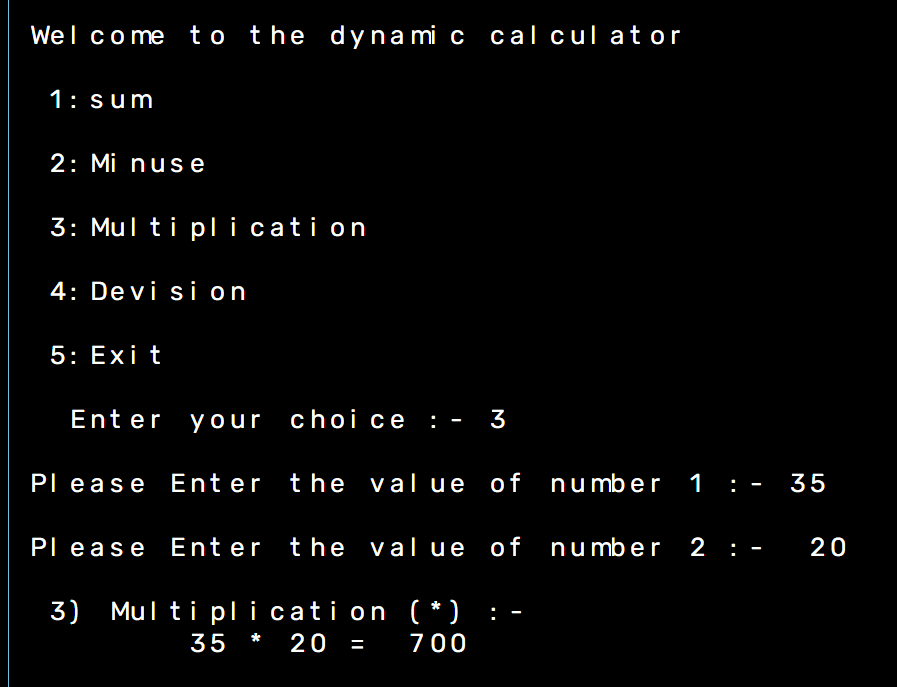 Welcome to the dynamic calculator
1: sum
2: Minuse
3: Multiplication
4: Devision
5: Exit
Enter your choice :- 3
Please Enter the value of number 1 :- 35
Please Enter the value of number 2 :- 20
3) Multiplication (*) :-
35 * 20 = 700